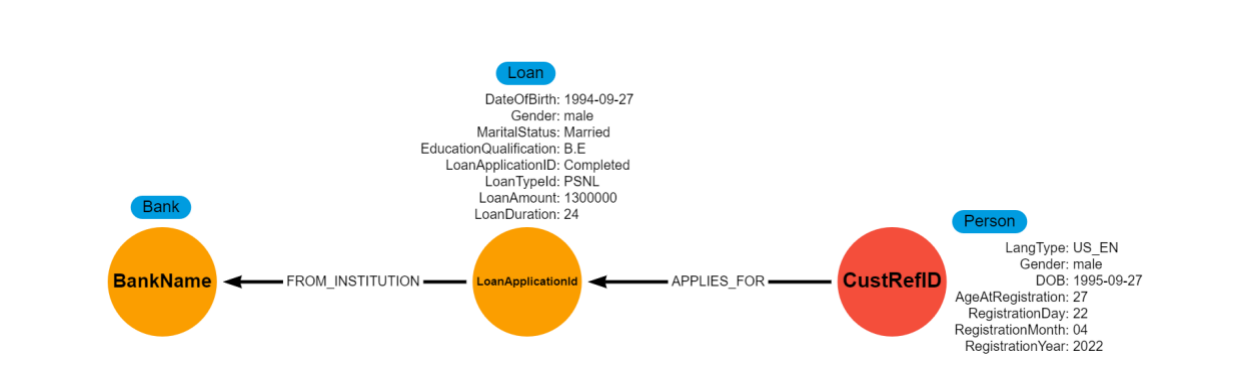 Loan
DateOfBirth: 1994-09-27
Gender: male
MaritalStatus: Married
EducationQualification: B.E
LoanApplicationID: Completed
LoanTypeId: PSNL
LoanAmount: 1300000
LoanDuration: 24
Bank
BankName
FROM_INSTITUTION
LoanApplicationId
APPLIES_FOR
CustRefID
Person
LangType: US_EN
Gender: male
DOB: 1995-09-27
AgeAtRegistration: 27
RegistrationDay: 22
RegistrationMonth: 04
RegistrationYear: 2022